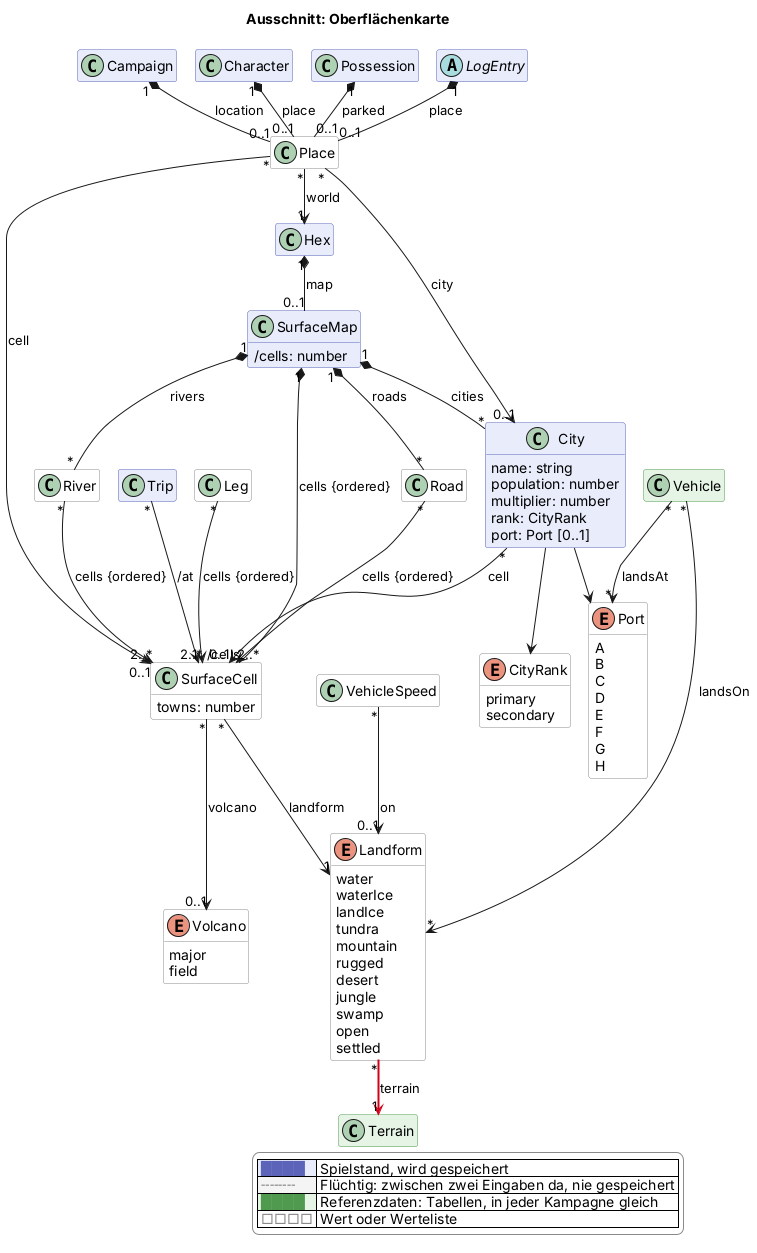 Ausschnitt: Oberflächenkarte
C Campaign
C Character
C Possession
A LogEntry
1
1
1
1
location
place
parked
place
0..1
0..1
0..1
0..1
C Place
*
*
*
world
1
C Hex
1
city
map
0..1
cell
C SurfaceMap
/cells: number
1
1
1
1
rivers
roads
cities
0..1
*
*
*
C City
name: string
population: number
multiplier: number
rank: CityRank
port: Port [0..1]
C River
C Trip
C Leg
cells {ordered}
C Road
C Vehicle
*
*
*
*
*
*
*
cells {ordered}
/at
cells {ordered}
cells {ordered}
cell
landsAt
*
0..1
C SurfaceCell
towns: number
*
*
C VehicleSpeed
*
E CityRank
primary
secondary
E Port
A
B
C
D
E
F
G
H
landsOn
volcano
landform
on
0..1
1
0..1
*
E Volcano
major
field
E Landform
water
waterIce
landIce
tundra
mountain
rugged
desert
jungle
swamp
open
settled
*
terrain
1
C Terrain
Spielstand, wird gespeichert
-------- Flüchtig: zwischen zwei Eingaben da, nie gespeichert
Referenzdaten: Tabellen, in jeder Kampagne gleich
□□□□ Wert oder Werteliste